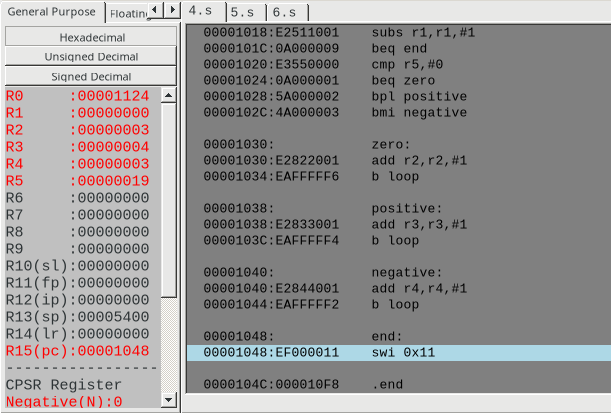 General Purpose
Floating
4.s
5.s
6.s
Hexadecimal
Unsigned Decimal
Signed Decimal
R0 :00001124
R1 :00000000
R2 :00000003
R3 :00000004
R4 :00000003
R5 :00000019
R6 :00000000
R7 :00000000
R8 :00000000
R9 :00000000
R10(sl):00000000
R11(fp):00000000
R12(ip):00000000
R13(sp):00005400
R14(lr):00000000
R15(pc):00001048
-----------------
CPSR Register
Negative(N):0
00001018:E2511001 subs r1,r1,#1
0000101C:0A000009 beq end
00001020:E3550000 cmp r5,#0
00001024:0A000001 beq zero
00001028:5A000002 bpl positive
0000102C:4A000003 bmi negative
00001030: zero:
00001030:E2822001 add r2,r2,#1
00001034:EAFFFFF6 b loop
00001038: positive:
00001038:E2833001 add r3,r3,#1
0000103C:EAFFFFF4 b loop
00001040: negative:
00001040:E2844001 add r4,r4,#1
00001044:EAFFFFF2 b loop
00001048: end:
00001048:EF000011 swi 0x11
0000104C:000010F8 .end